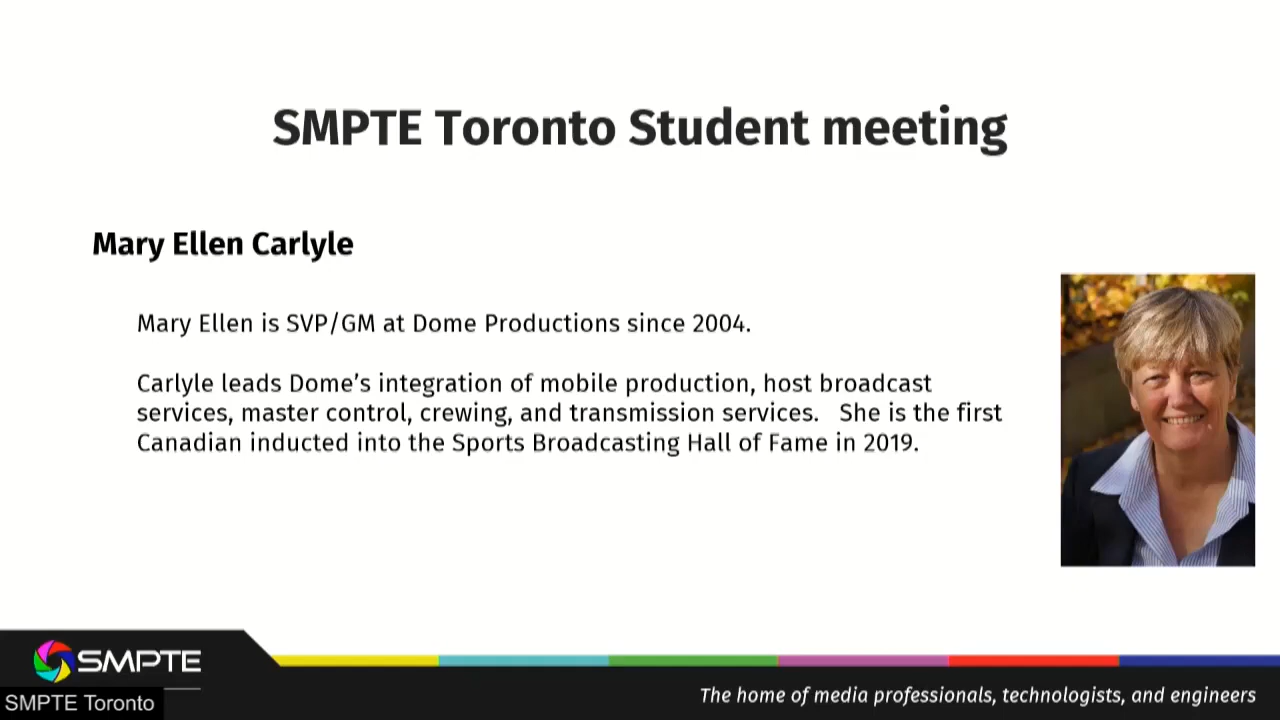 SMPTE Toronto Student meeting
Mary Ellen Carlyle
Mary Ellen is SVP/GM at Dome Productions since 2004.
Carlyle leads Dome’s integration of mobile production, host broadcast
services, master control, crewing, and transmission services.   She is the first
Canadian inducted into the Sports Broadcasting Hall of Fame in 2019.
SMPTE
SMPTE Toronto
The home of media professionals, technologists, and engineers